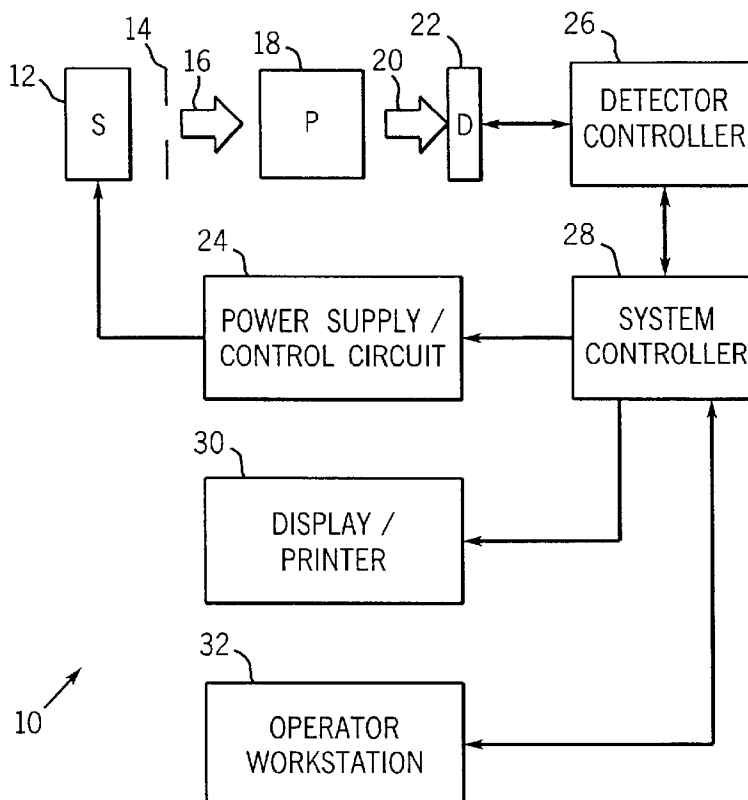 14
22
26
12
16
18
20
S
P
D
DETECTOR
CONTROLLER
24
28
POWER SUPPLY /
CONTROL CIRCUIT
SYSTEM
CONTROLLER
30
DISPLAY /
PRINTER
32
10
OPERATOR
WORKSTATION